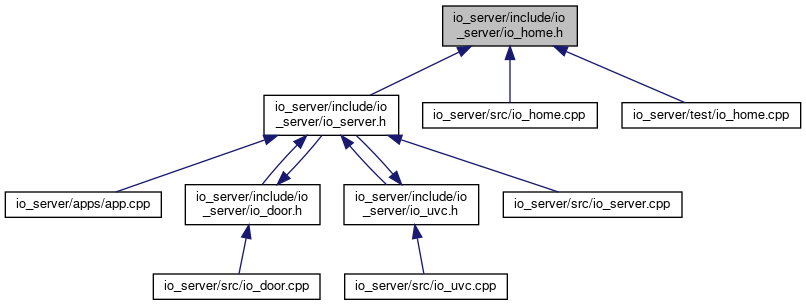 io_server/include/io
_server/io_home.h
io_server/include/io
_server/io_server.h
io_server/src/io_home.cpp
io_server/test/io_home.cpp
io_server/apps/app.cpp
io_server/include/io
_server/io_door.h
io_server/include/io
_server/io_uvc.h
io_server/src/io_server.cpp
io_server/src/io_door.cpp
io_server/src/io_uvc.cpp